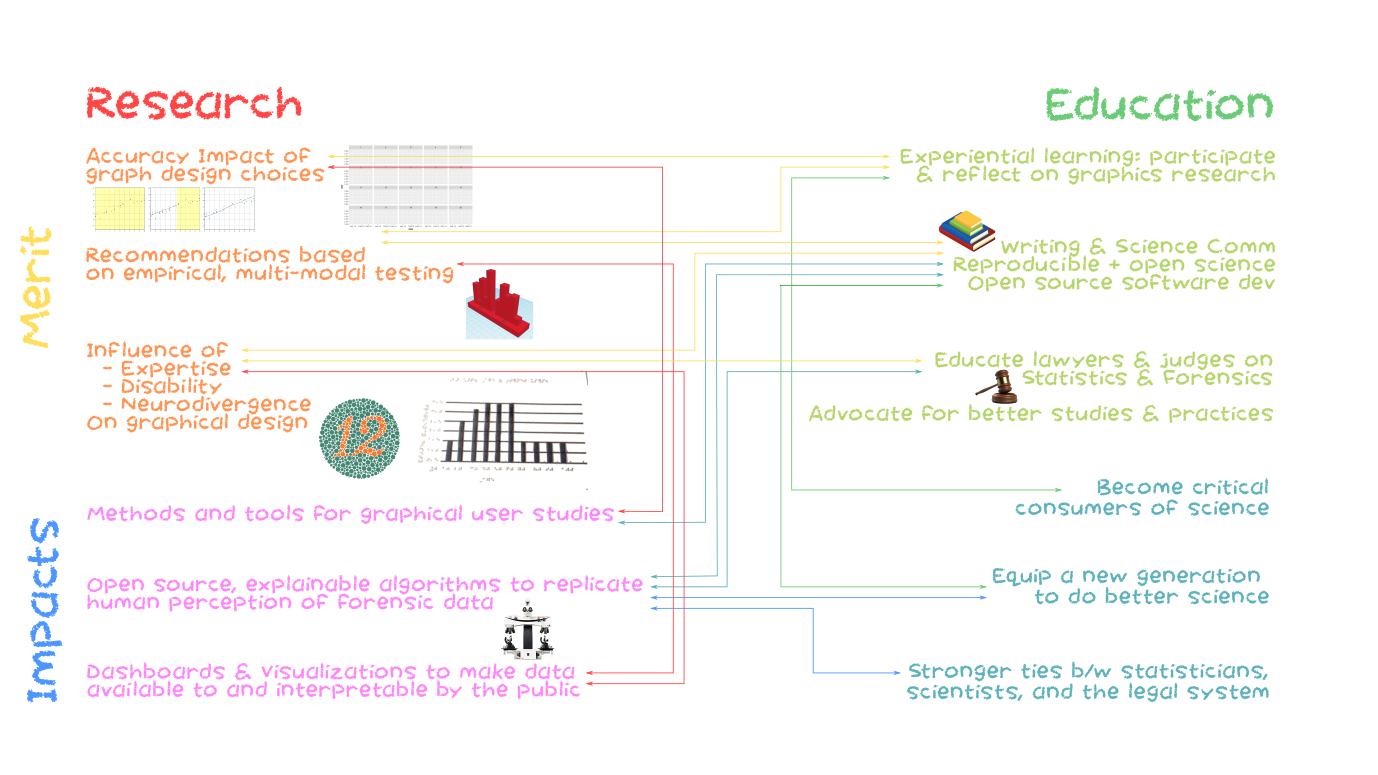 Research
Education
Merit
Accuracy Impact of
graph design choices
Experiential learning: participate
& reflect on graphics research
Recommendations based
on empirical, multi-modal testing
Writing & Science Comm
Reproducible + open science
Open source software dev
Influence of
- Expertise
- Disability
- Neurodivergence
On graphical design
12
Educate lawyers & judges on
Statistics & Forensics
Advocate for better studies & practices
Impacts
Methods and tools for graphical user studies
Become critical
consumers of science
Open source, explainable algorithms to replicate
human perception of forensic data
Equip a new generation
to do better science
Dashboards & visualizations to make data
available to and interpretable by the public
Stronger ties b/w statisticians,
scientists, and the legal system